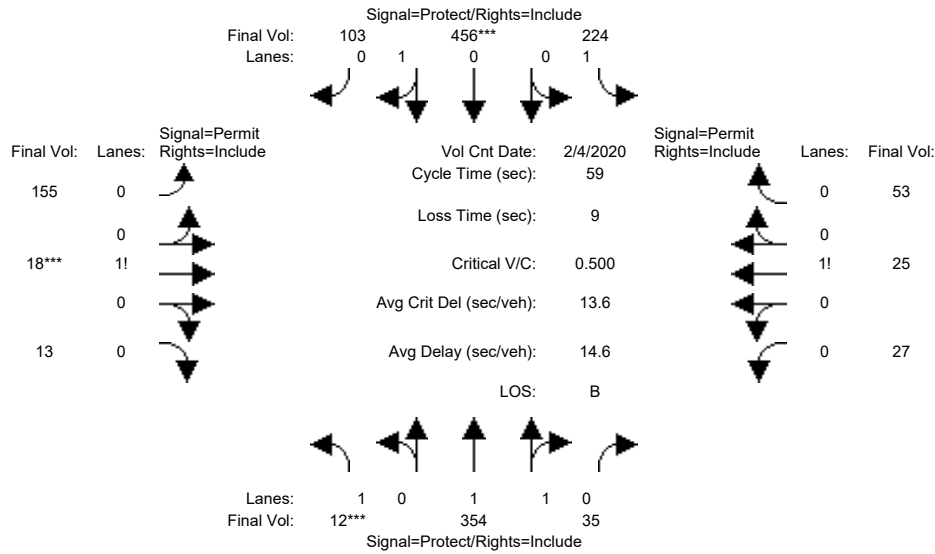 Signal=Protect/Rights=Include
Final Vol: 103 456*** 224
Lanes: 0 1 0 0 1
Signal=Permit
Final Vol: Lanes: Rights=Include
Vol Cnt Date: 2/4/2020
Signal=Permit
Rights=Include Lanes: Final Vol:
Cycle Time (sec): 59
155 0
0 53
Loss Time (sec): 9
0
0
18*** 1!
Critical V/C: 0.500
1! 25
0
Avg Crit Del (sec/veh): 13.6
0
13 0
Avg Delay (sec/veh): 14.6
0 27
LOS: B
Lanes: 1 0 1 1 0
Final Vol: 12*** 354 35
Signal=Protect/Rights=Include